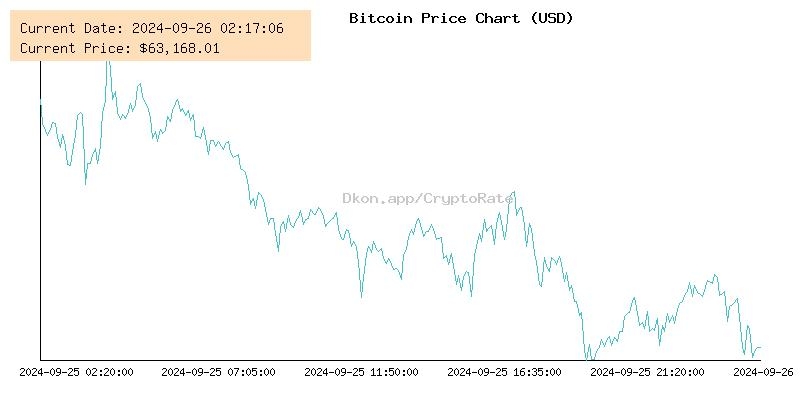 Bitcoin Price Chart (USD)
Current Date: 2024-09-26 02:17:06
Current Price: $63,168.01
Dkon.app/CryptoRate
2024-09-25 02:20:00 2024-09-25 07:05:00 2024-09-25 11:50:00 2024-09-25 16:35:00 2024-09-25 21:20:00 2024-09-26